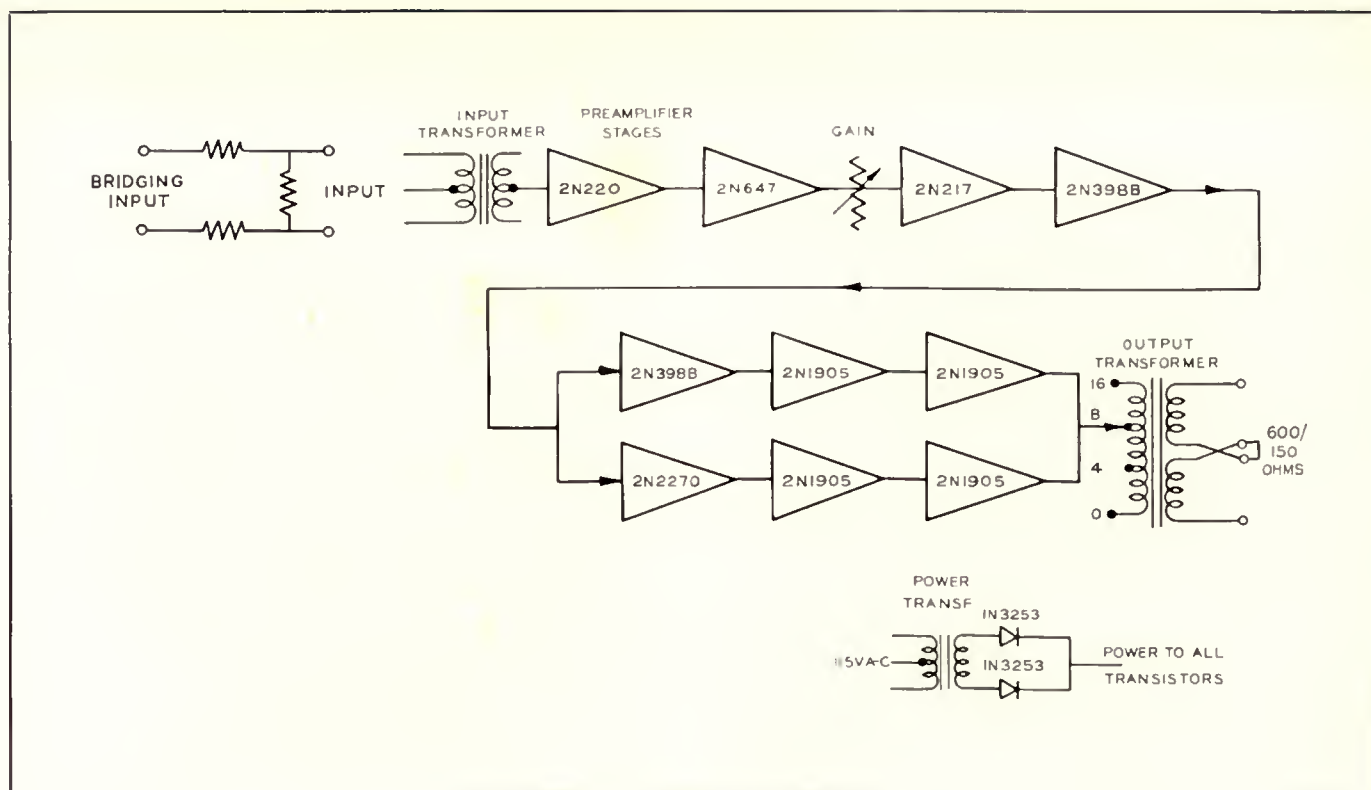 INPUT
TRANSFORMER
PREAMPLIFIER
STAGES
GAIN
BRIDGING
INPUT
INPUT
2N220
2N647
2N217
2N398B
2N398B
2N1905
2N1905
OUTPUT
TRANSFORMER
16
B
4
0
600/
150
OHMS
2N2270
2N1905
2N1905
POWER
TRANSF
IN3253
IN3253
115VA-C
POWER TO ALL
TRANSISTORS